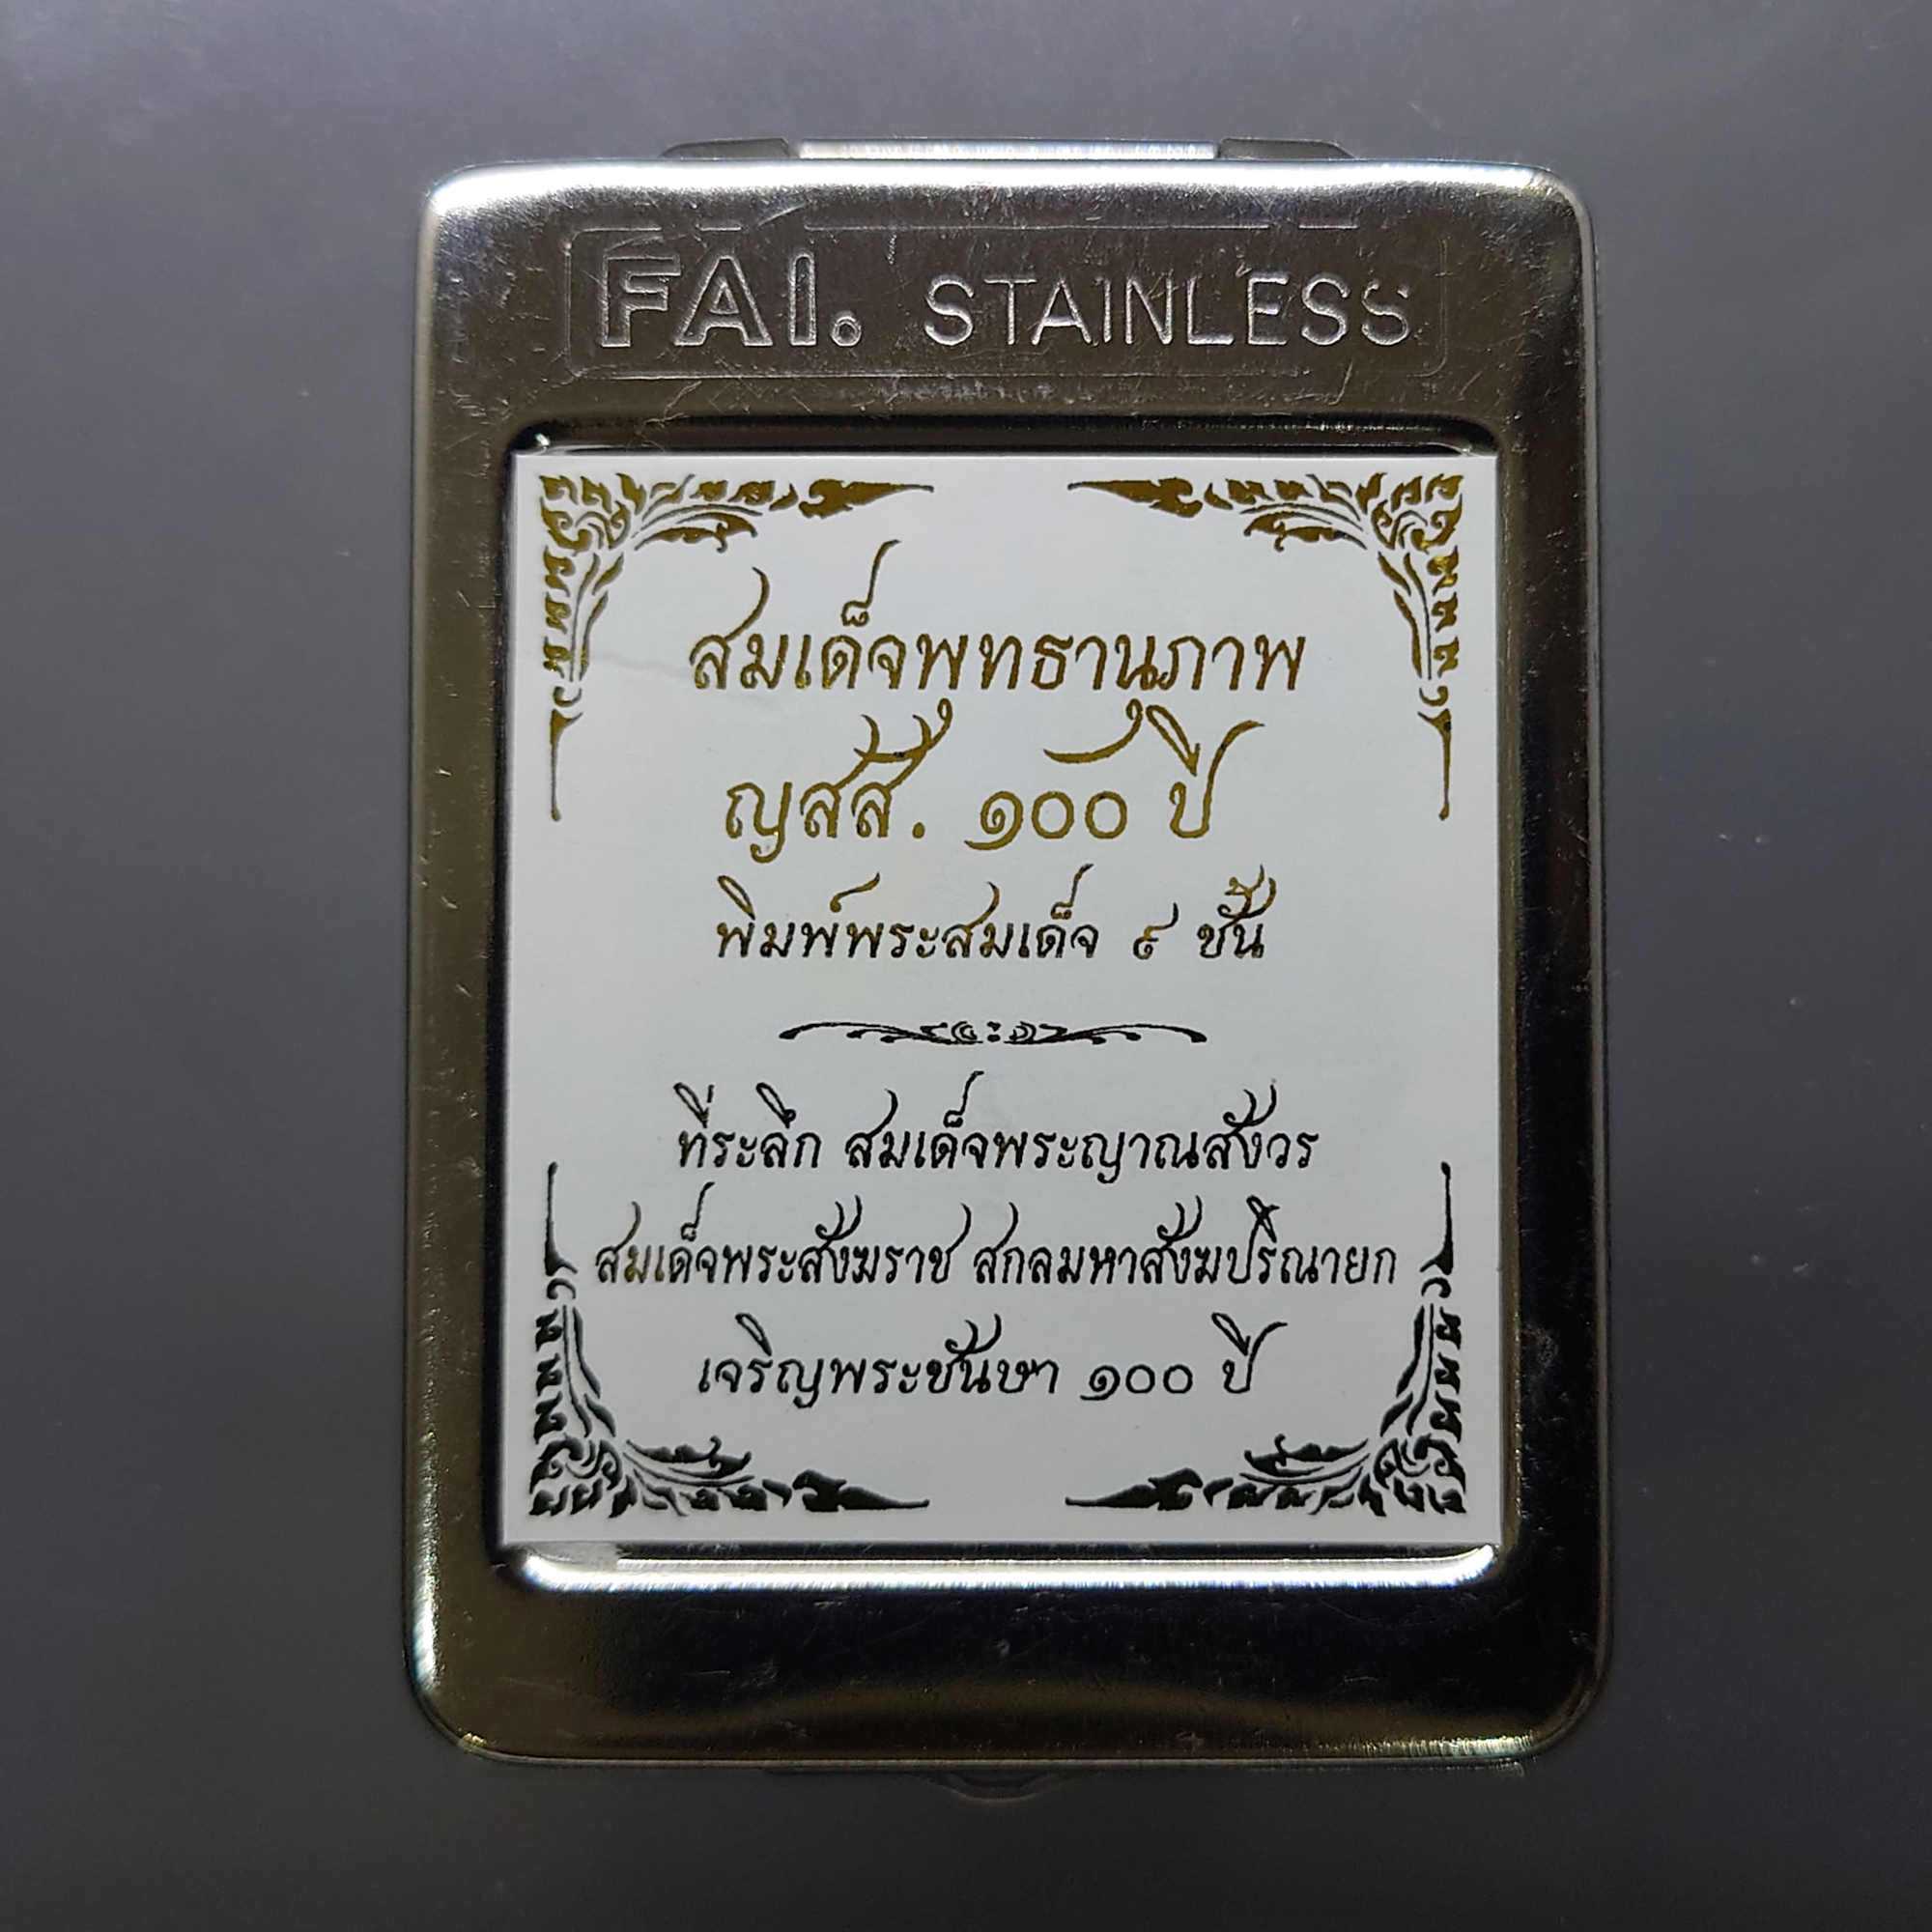 FAI. STAINLESS
สมเด็จพุทธานุภาพ
ญสส. ๑๐๐ ปี
พิมพ์พระสมเด็จ ๙ ชั้น
ที่ระลึก สมเด็จพระญาณสังวร
สมเด็จพระสังฆราช สกลมหาสังฆปริณายก
เจริญพระชันษา ๑๐๐ ปี